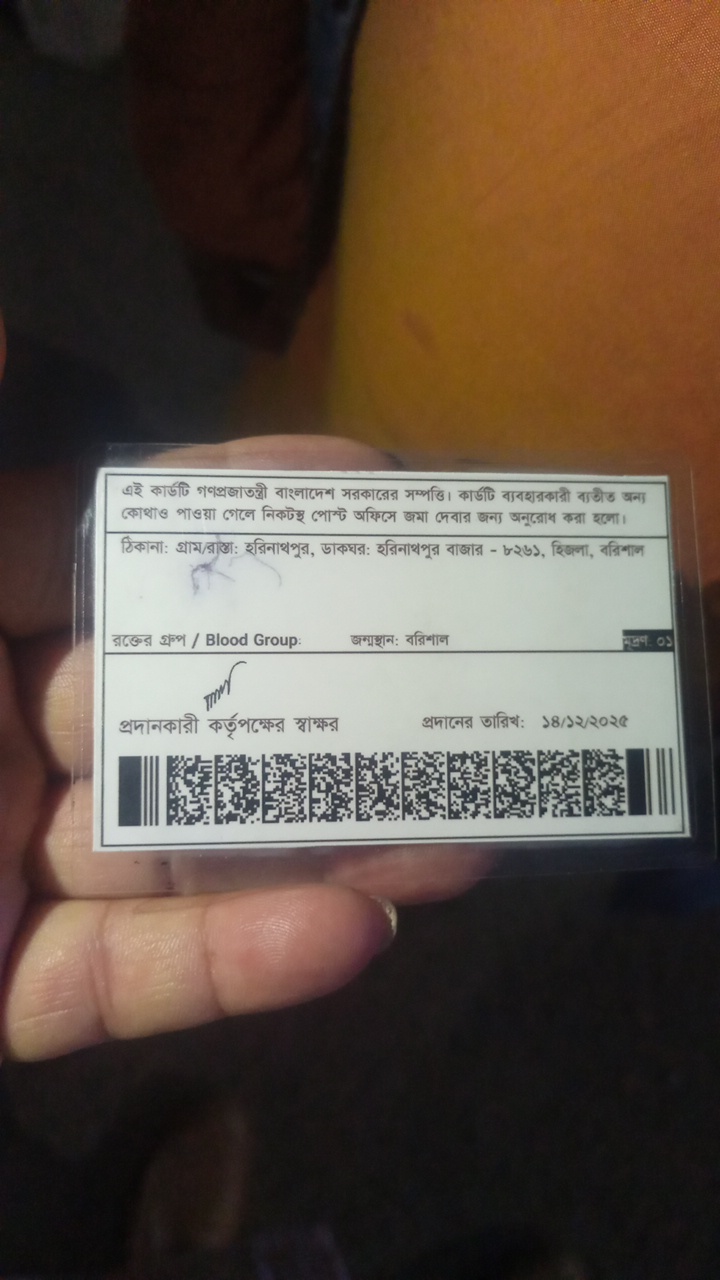 এই কার্ডটি গণপ্রজাতন্ত্রী বাংলাদেশ সরকারের সম্পত্তি। কার্ডটি ব্যবহারকারী ব্যতীত অন্য
কোথাও পাওয়া গেলে নিকটস্থ পোস্ট অফিসে জমা দেবার জন্য অনুরোধ করা হলো।
ঠিকানা: গ্রাম/রাস্তা: হরিনাথপুর, ডাকঘর: হরিনাথপুর বাজার - ৮২৬১, হিজলা, বরিশাল
রক্তের গ্রুপ / Blood Group: জন্মস্থান: বরিশাল মুদ্রণ: ০১
প্রদানকারী কর্তৃপক্ষের স্বাক্ষর প্রদানের তারিখ: ১৪/১২/২০২৫